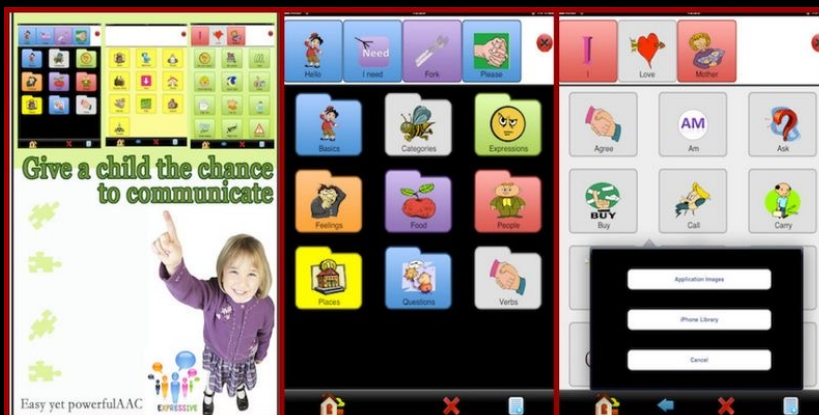 Give a child the chance
to communicate
Easy yet powerfulAAC
EXPRESSIVE
Hello
I need
Need
Fork
Please
Basics
Categories
Expressions
Feelings
Food
People
Places
Questions
Verbs
I
I
Love
Mother
Agree
AM
Am
Ask
BUY
Buy
Call
Carry
Application Images
iPhone Library
Cancel